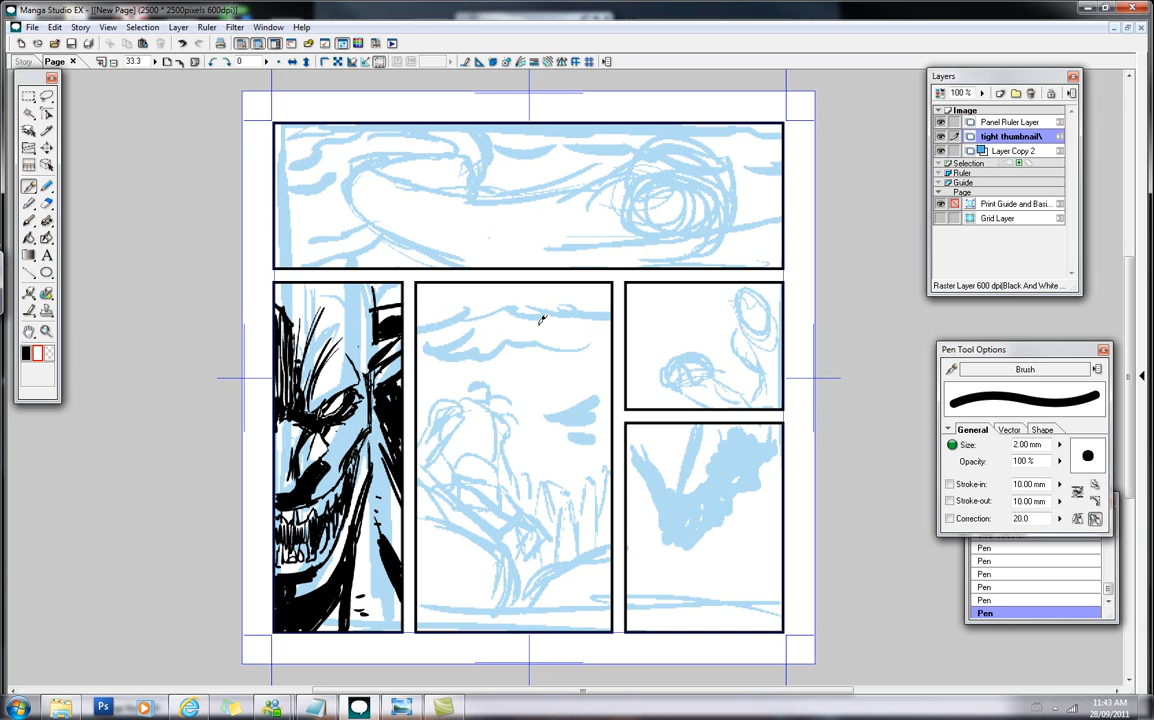 Manga Studio EX - [[New Page] (2500 * 2500pixels 600dpi)]
File Edit Story View Selection Layer Ruler Filter Window Help
Story Page 33.3 0
Layers
100 %
Image
Panel Ruler Layer
tight thumbnail\
Layer Copy 2
Selection
Ruler
Guide
Page
Print Guide and Basi...
Grid Layer
Raster Layer 600 dpi(Black And White ...
Pen Tool Options
Brush
General Vector Shape
Size: 2.00 mm
Opacity: 100 %
Stroke-in: 10.00 mm
Stroke-out: 10.00 mm
Correction: 20.0
Pen
Pen
Pen
Pen
Pen
Pen
A
Ps
11:43 AM
28/09/2011